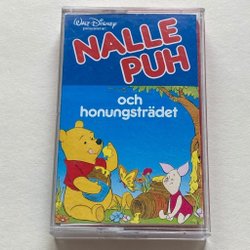 Walt Disney
presenterar:
NALLE
PUH
och
honungsträdet